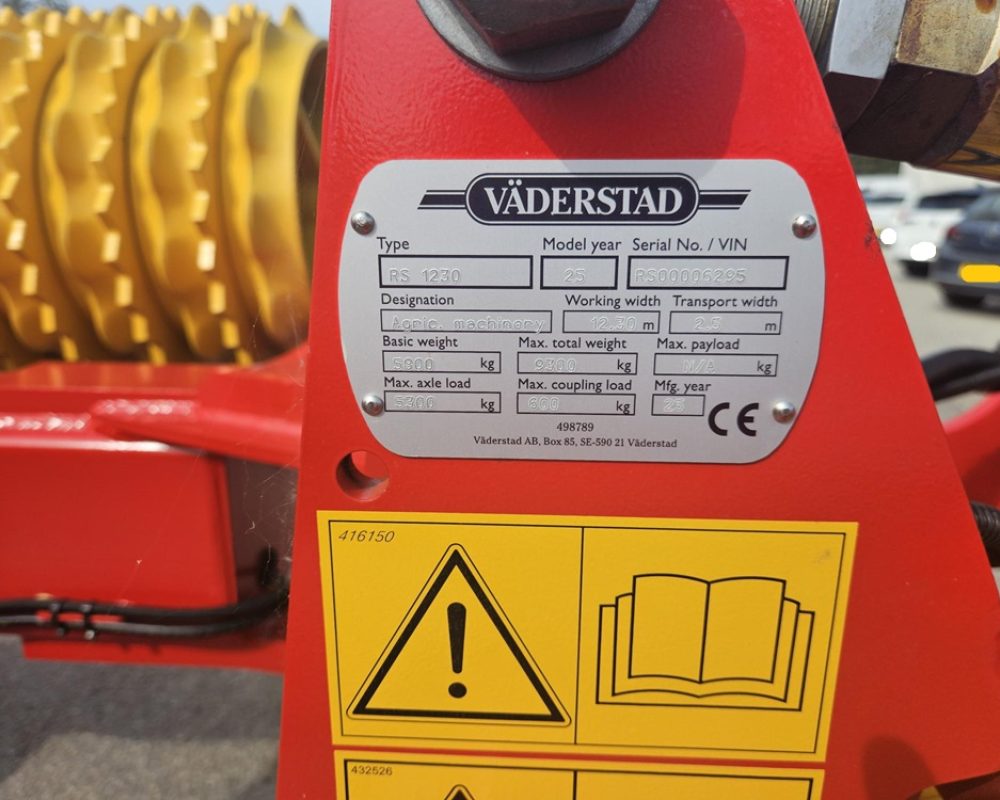 VÄDERSTAD
Type Model year Serial No. / VIN
RS 1230 25 RS00006295
Designation Working width Transport width
Agric. machinery 12.30 m 2.5 m
Basic weight Max. total weight Max. payload
kg 9300 kg N/A kg
Max. axle load Max. coupling load Mfg. year
5300 kg 600 kg 25
CE
498789
Väderstad AB, Box 85, SE-590 21 Väderstad
416150
432526